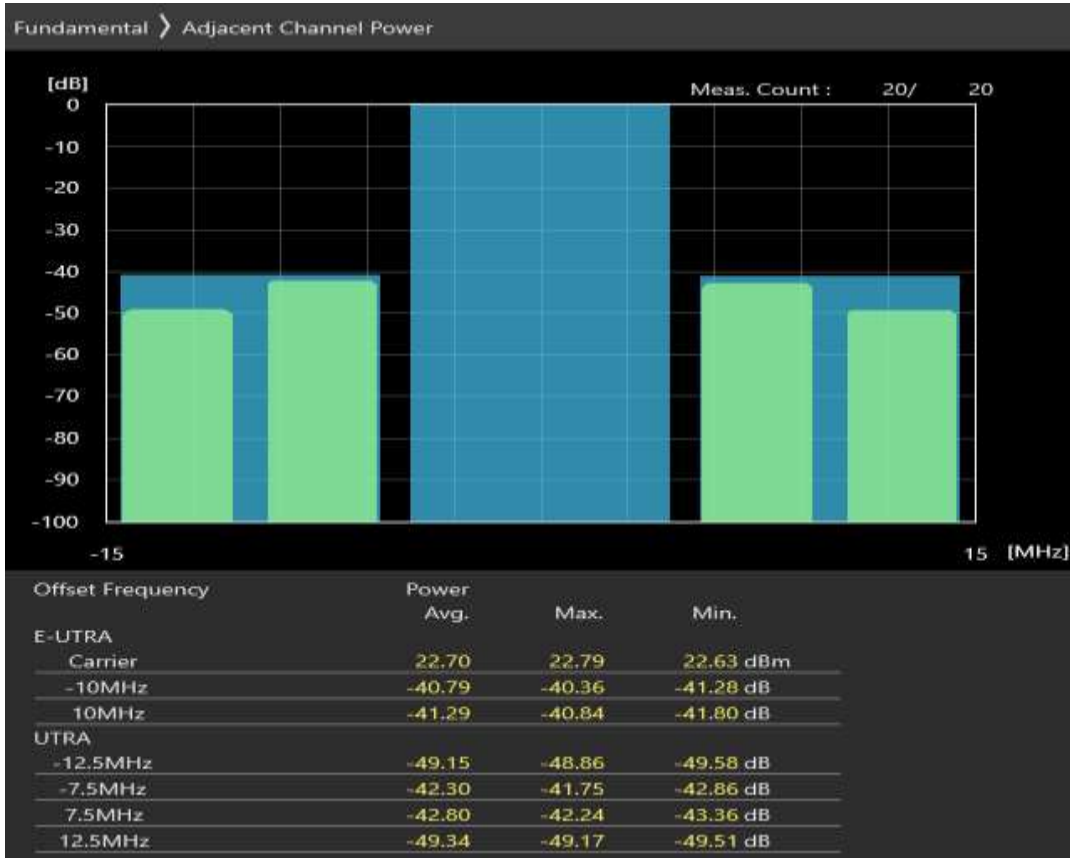 Fundamental 〉 Adjacent Channel Power
[dB]
Meas. Count : 20/ 20
0
-10
-20
-30
-40
-50
-60
-70
-80
-90
-100
-15 15 [MHz]
Offset Frequency Power
Avg. Max. Min.
E-UTRA
Carrier 22.70 22.79 22.63 dBm
-10MHz -40.79 -40.36 -41.28 dB
10MHz -41.29 -40.84 -41.80 dB
UTRA
-12.5MHz -49.15 -48.86 -49.58 dB
-7.5MHz -42.30 -41.75 -42.86 dB
7.5MHz -42.80 -42.24 -43.36 dB
12.5MHz -49.34 -49.17 -49.51 dB